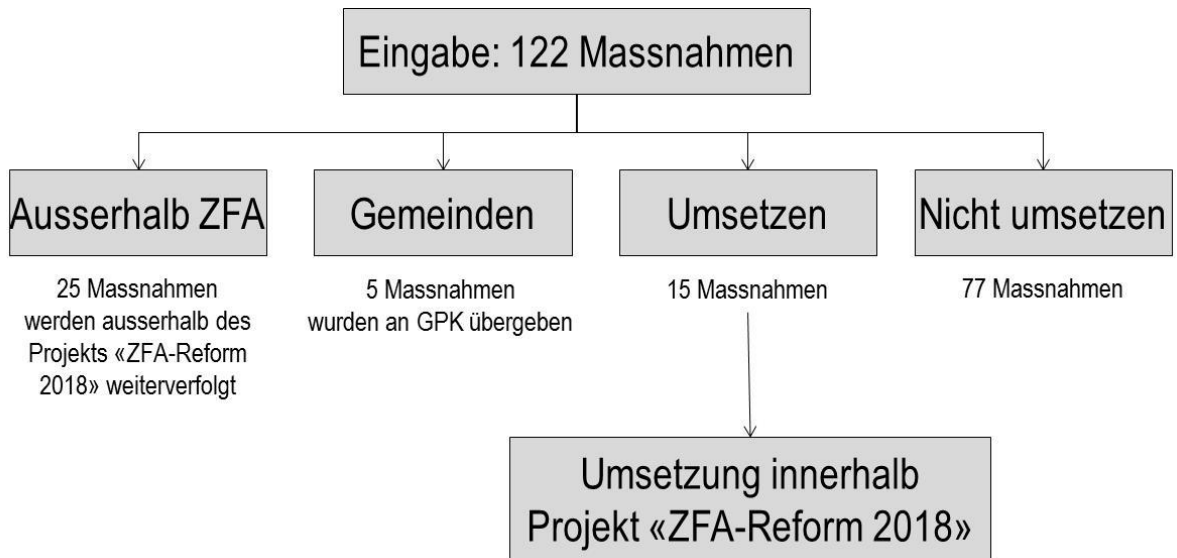 Eingabe: 122 Massnahmen
Ausserhalb ZFA
25 Massnahmen
werden ausserhalb des
Projekts «ZFA-Reform
2018» weiterverfolgt
Gemeinden
5 Massnahmen
wurden an GPK übergeben
Umsetzen
15 Massnahmen
Nicht umsetzen
77 Massnahmen
Umsetzung innerhalb
Projekt «ZFA-Reform 2018»